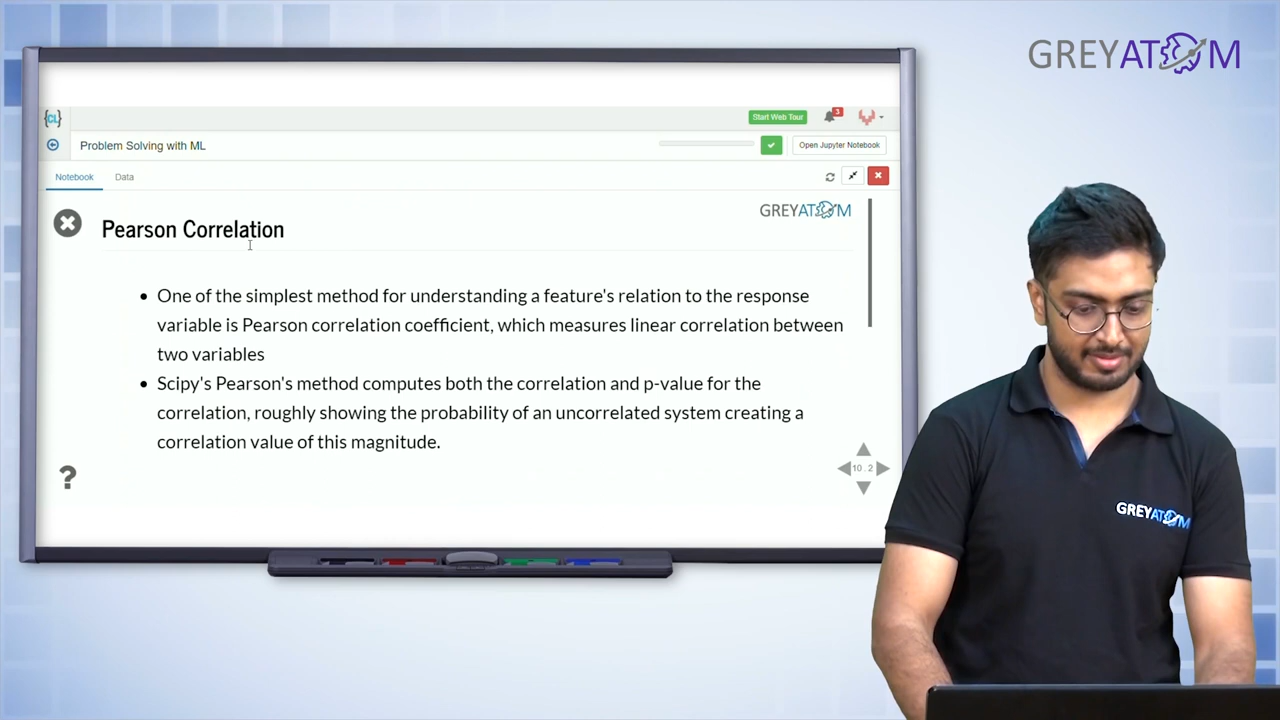 GREYATOM
{CL}
Start Web Tour
3
Problem Solving with ML
Open Jupyter Notebook
Notebook
Data
GREYATOM
Pearson Correlation
• One of the simplest method for understanding a feature's relation to the response
variable is Pearson correlation coefficient, which measures linear correlation between
two variables
• Scipy's Pearson's method computes both the correlation and p-value for the
correlation, roughly showing the probability of an uncorrelated system creating a
correlation value of this magnitude.
?
10.2
GREYATOM